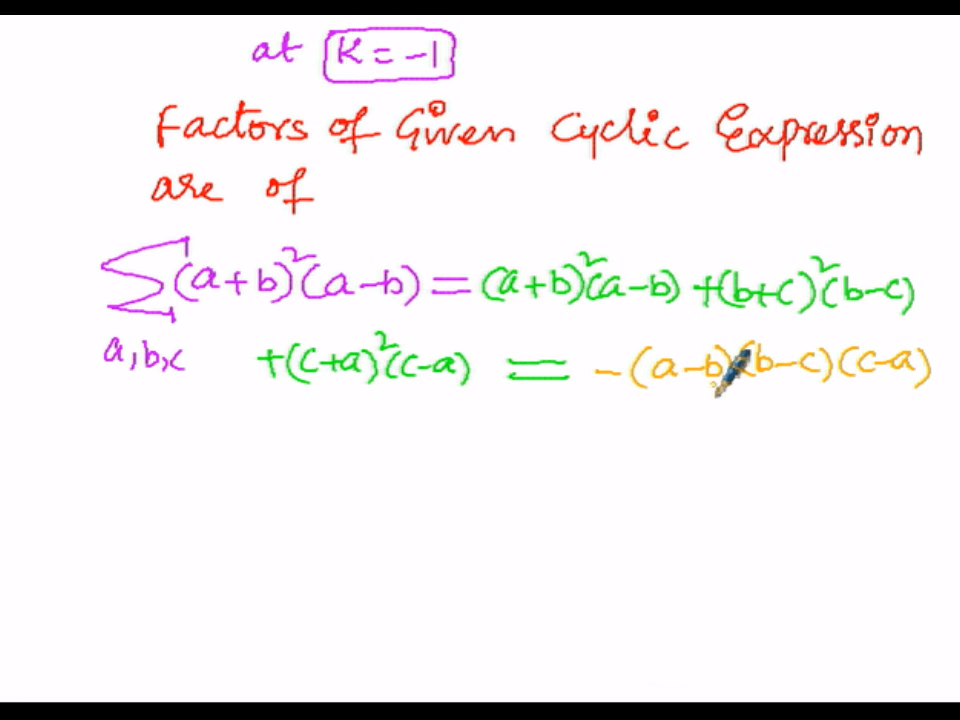 at K = -1
Factors of Given Cyclic Expression
are of
∑(a+b)²(a-b) = (a+b)²(a-b) + (b+c)²(b-c)
a,b,c +(c+a)²(c-a) = -(a-b)(b-c)(c-a)